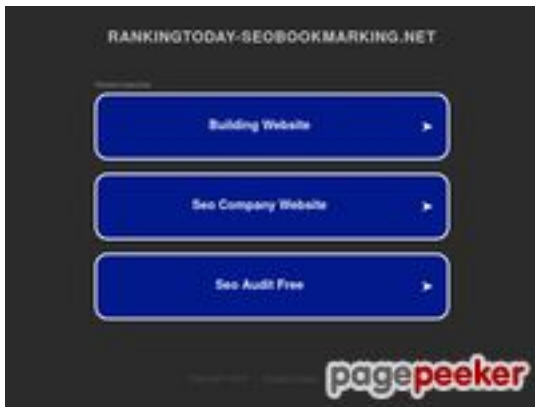 RANKINGTODAY-SEOBOOKMARKING.NET
Building Website
Seo Company Website
Seo Audit Free
pagepeeker